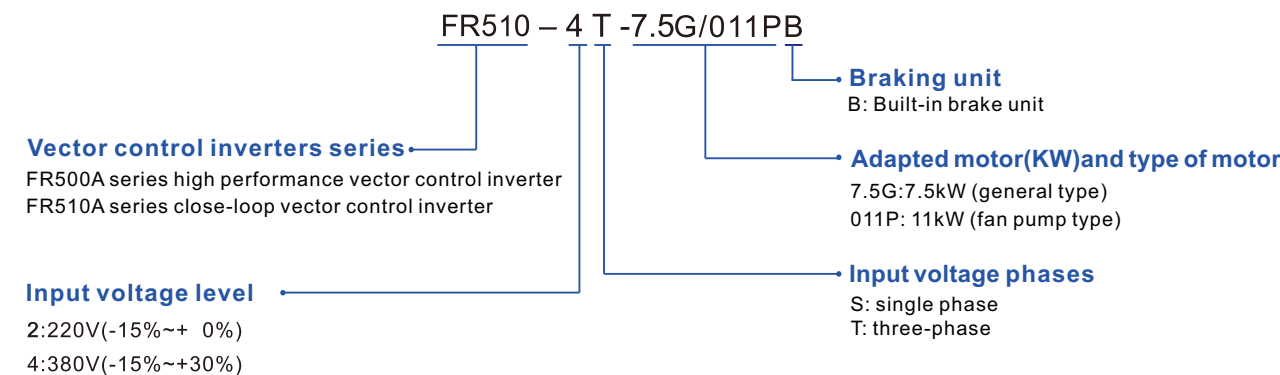 FR510 – 4 T -7.5G/011PB
Braking unit
B: Built-in brake unit
Vector control inverters series
FR500A series high performance vector control inverter
FR510A series close-loop vector control inverter
Adapted motor(KW)and type of motor
7.5G:7.5kW (general type)
011P: 11kW (fan pump type)
Input voltage level
2:220V(-15%~+ 0%)
4:380V(-15%~+30%)
Input voltage phases
S: single phase
T: three-phase